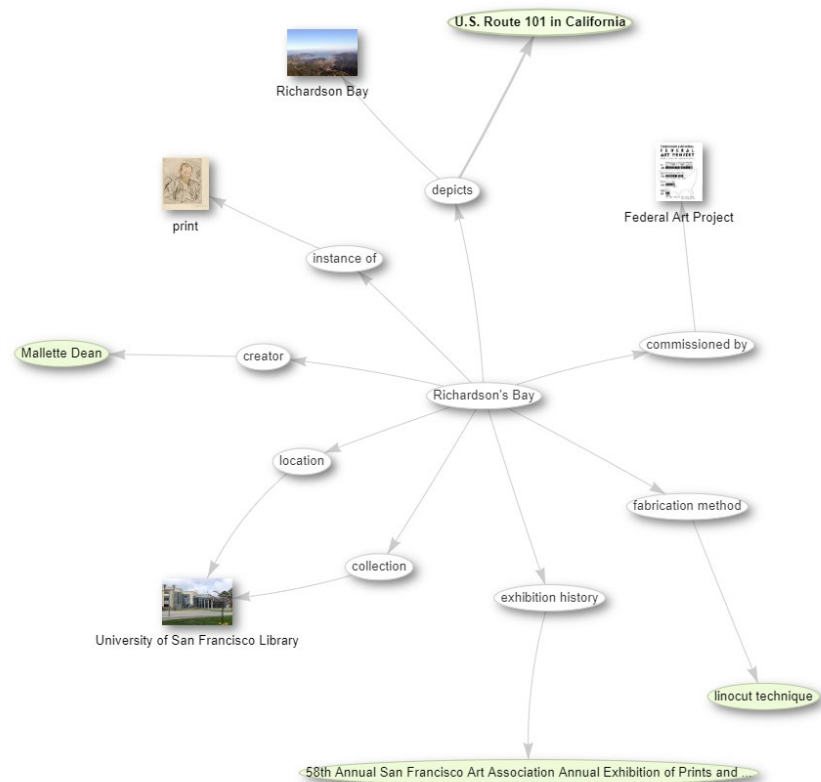 U.S. Route 101 in California
Richardson Bay
depicts
print
Federal Art Project
instance of
Mallette Dean
creator
commissioned by
Richardson's Bay
location
fabrication method
collection
exhibition history
University of San Francisco Library
linocut technique
58th Annual San Francisco Art Association Annual Exhibition of Prints and ...